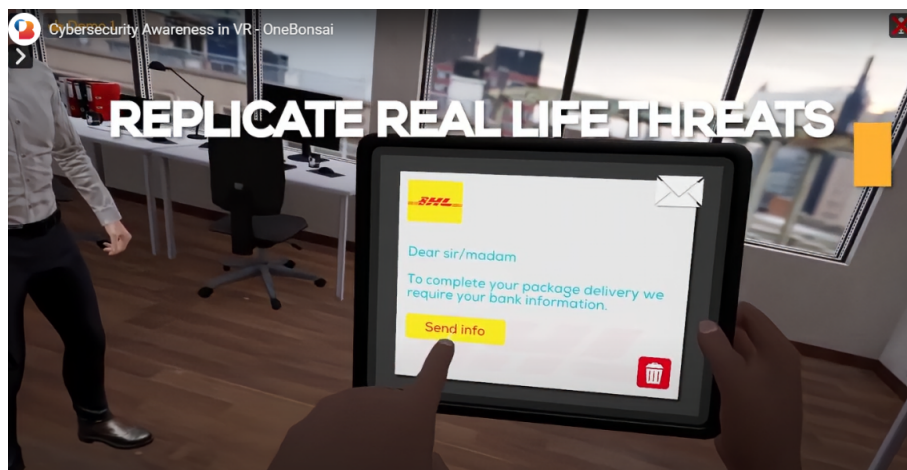 Cybersecurity Awareness in VR - OneBonsai
REPLICATE REAL LIFE THREATS
DHL
Dear sir/madam
To complete your package delivery we
require your bank information.
Send info